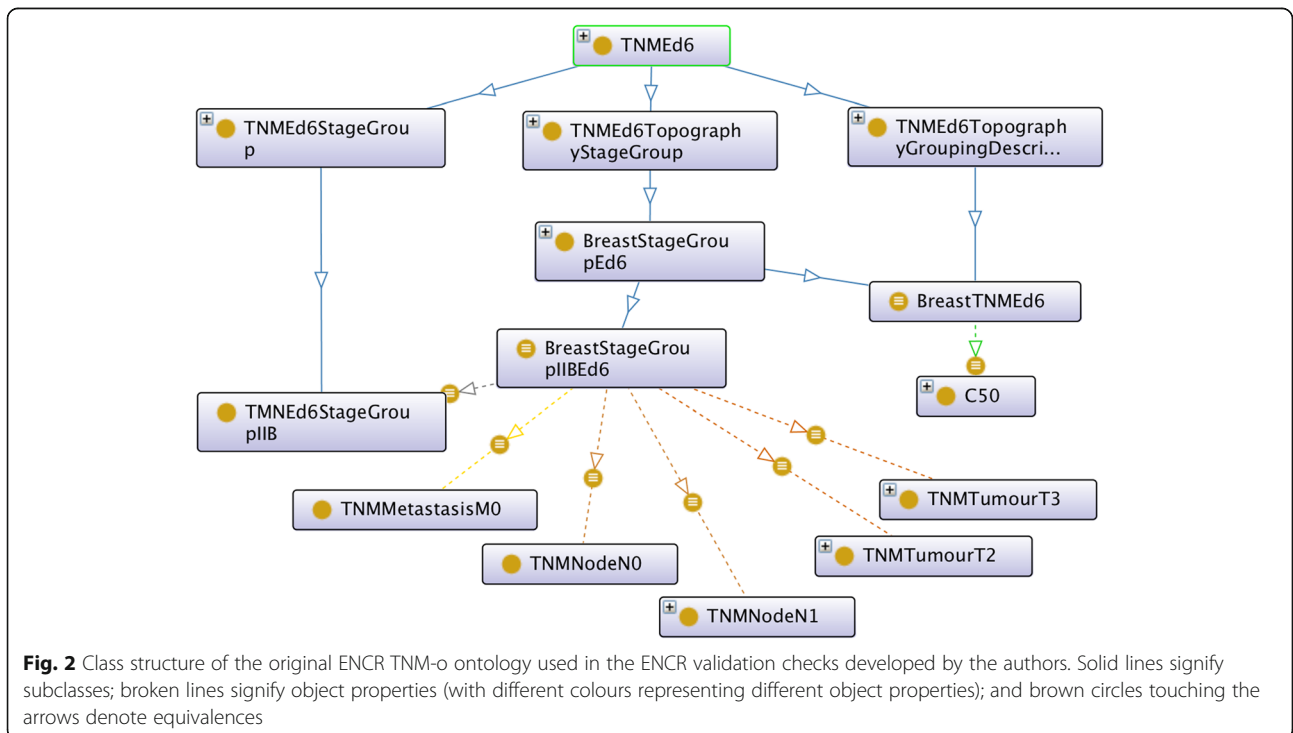 TNMEd6
TNMEd6StageGrou
p
TNMEd6Topograph
yStageGroup
TNMEd6Topograph
yGroupingDescri...
BreastStageGrou
pEd6
BreastTNMEd6
BreastStageGrou
pIIBEd6
C50
TMNEd6StageGrou
pIIB
TNMMetastasisM0
TNMTumourT3
TNMNodeN0
TNMTumourT2
TNMNodeN1
Fig. 2 Class structure of the original ENCR TNM-o ontology used in the ENCR validation checks developed by the authors. Solid lines signify
subclasses; broken lines signify object properties (with different colours representing different object properties); and brown circles touching the
arrows denote equivalences